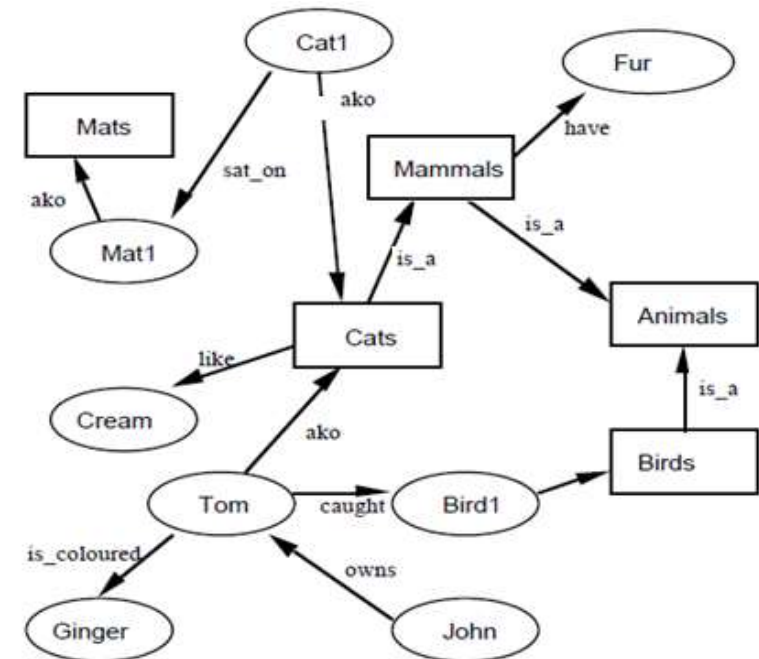 Cat1
Fur
ako
Mats
have
Mammals
sat_on
ako
is_a
Mat1
is_a
Animals
Cats
like
is_a
Cream
ako
Birds
Tom
caught
Bird1
is_coloured
owns
Ginger
John